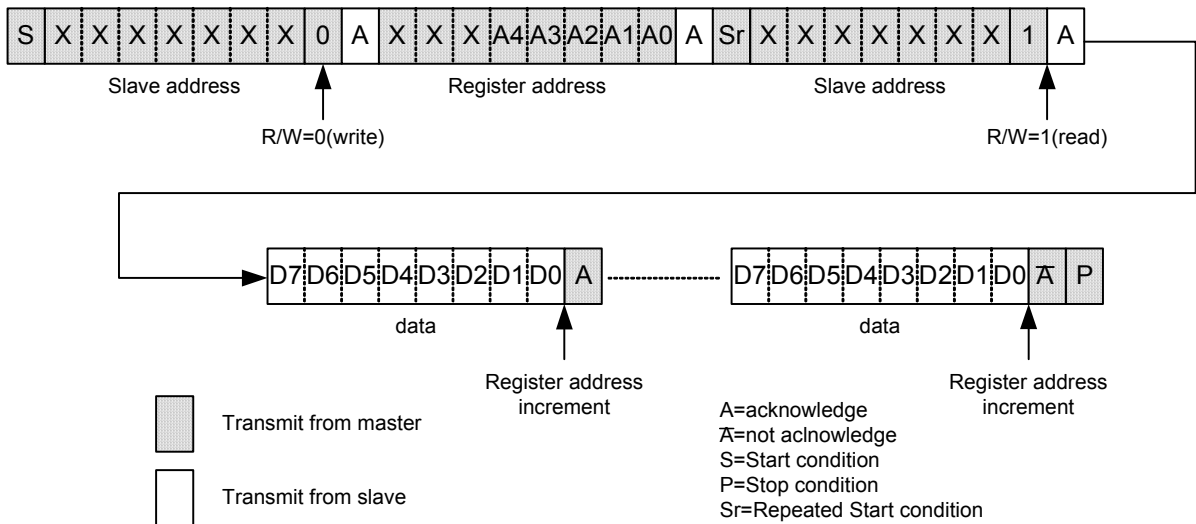 S X X X X X X X 0 A X X X A4 A3 A2 A1 A0 A Sr X X X X X X X 1 A
Slave address Register address Slave address
R/W=0(write) R/W=1(read)
D7 D6 D5 D4 D3 D2 D1 D0 A D7 D6 D5 D4 D3 D2 D1 D0 A̅ P
data data
Register address Register address
increment increment
Transmit from master
Transmit from slave
A=acknowledge
A̅=not aclnowledge
S=Start condition
P=Stop condition
Sr=Repeated Start condition